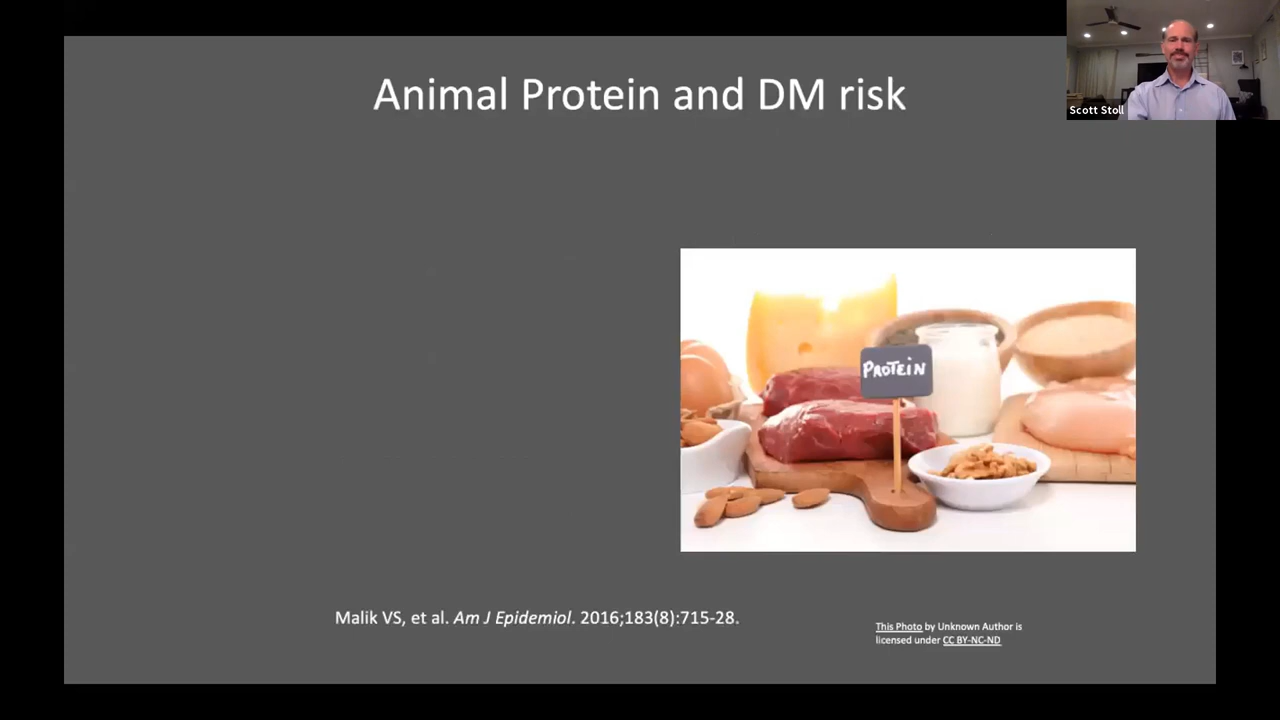 Animal Protein and DM risk
Scott Stoll
PROTEIN
Malik VS, et al. Am J Epidemiol. 2016;183(8):715-28.
This Photo by Unknown Author is
licensed under CC BY-NC-ND